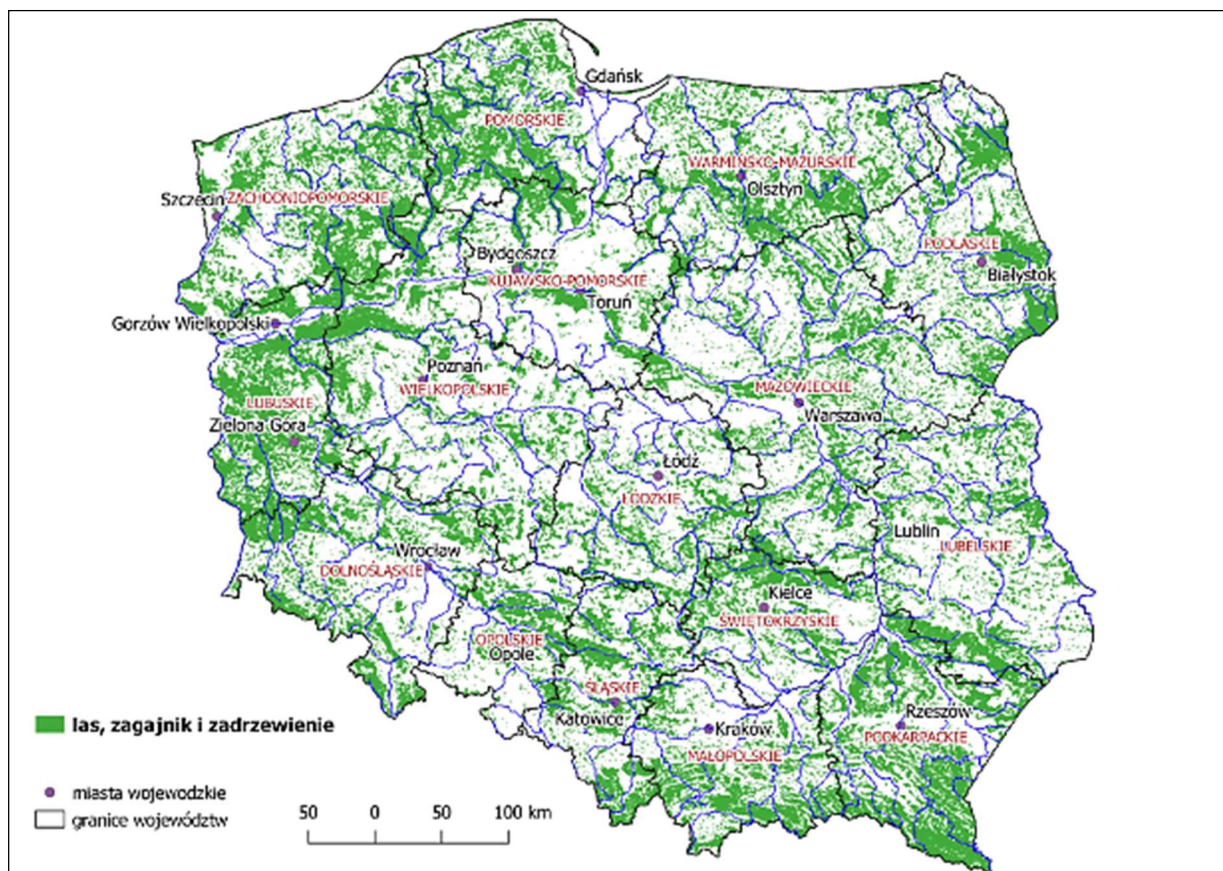 Gdańsk
POMORSKIE
WARMIŃSKO-MAZURSKIE
Olsztyn
Szczecin
ZACHODNIOPOMORSKIE
PODLASKIE
Białystok
Bydgoszcz
KUJAWSKO-POMORSKIE
Toruń
Gorzów Wielkopolski
Poznań
WIELKOPOLSKIE
MAZOWIECKIE
Warszawa
LUBUSKIE
Zielona Góra
Łódź
ŁÓDZKIE
Lublin
LUBELSKIE
Wrocław
DOLNOŚLĄSKIE
Kielce
ŚWIĘTOKRZYSKIE
OPOLSKIE
Opole
ŚLĄSKIE
Katowice
Kraków
MAŁOPOLSKIE
Rzeszów
PODKARPACKIE
las, zagajnik i zadrzewienie
miasta wojewodzkie
granice województw
50 0 50 100 km